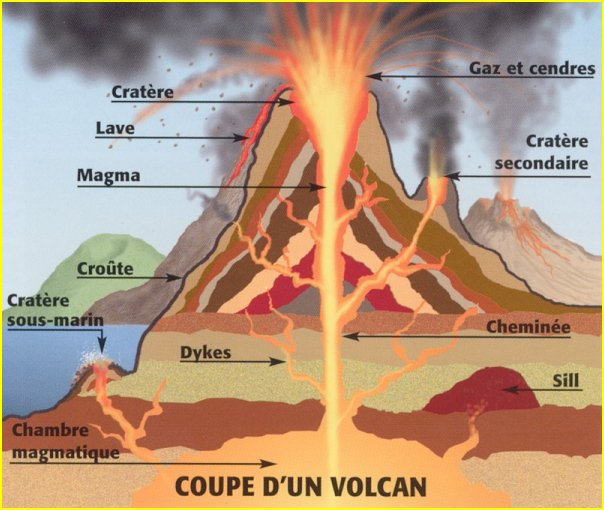 Gaz et cendres
Cratère
Lave
Cratère
secondaire
Magma
Croûte
Cratère
sous-marin
Cheminée
Dykes
Sill
Chambre
magmatique
COUPE D'UN VOLCAN